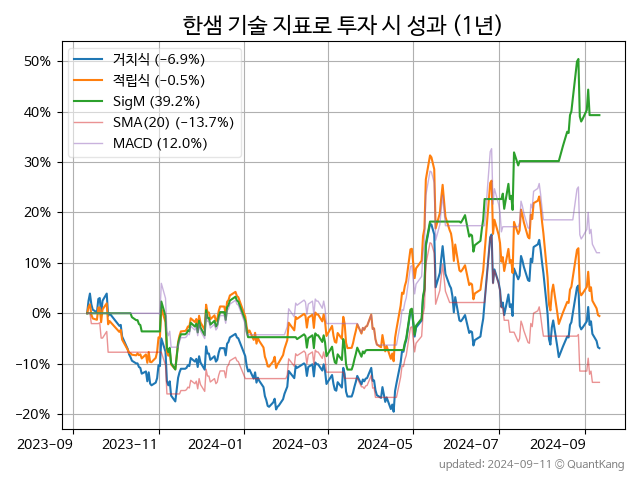 한샘 기술 지표로 투자 시 성과 (1년)
50%
40%
30%
20%
10%
0%
−10%
−20%
거치식 (−6.9%)
적립식 (−0.5%)
SigM (39.2%)
SMA(20) (−13.7%)
MACD (12.0%)
2023-09
2023-11
2024-01
2024-03
2024-05
2024-07
2024-09
updated: 2024-09-11 © QuantKang